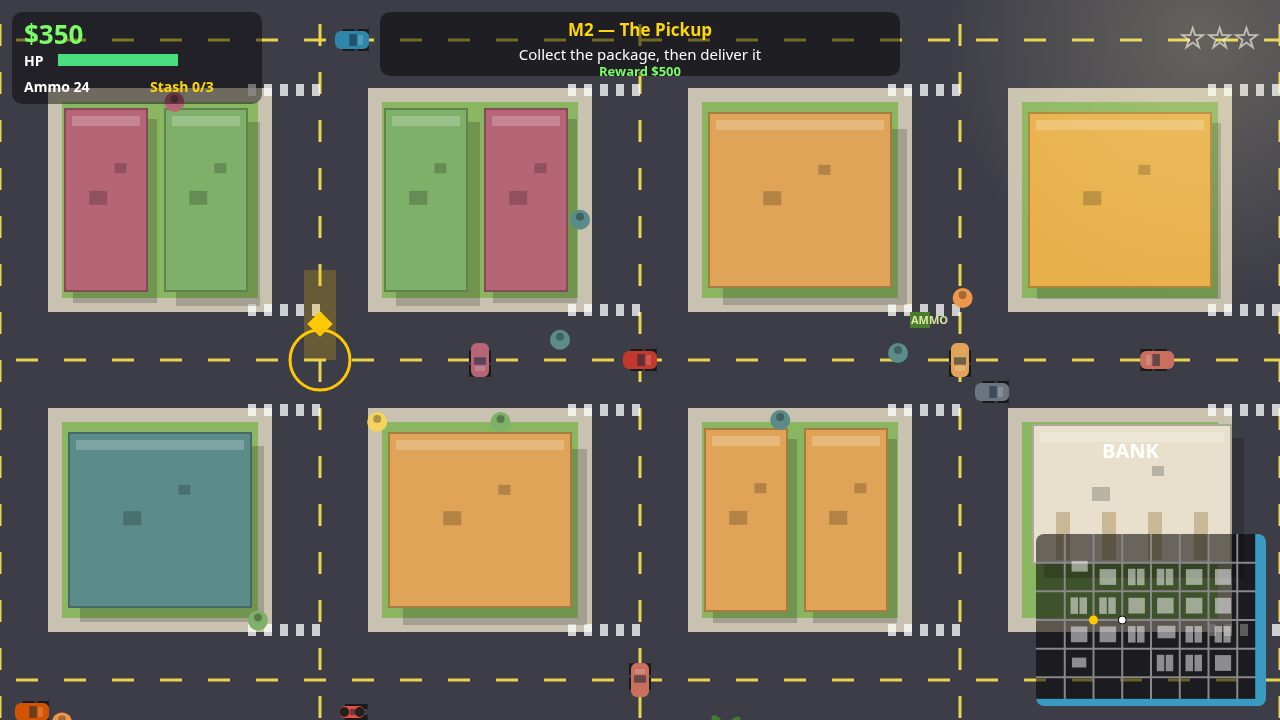 $350
HP
Ammo 24
Stash 0/3
M2 — The Pickup
Collect the package, then deliver it
Reward $500
AMMO
BANK